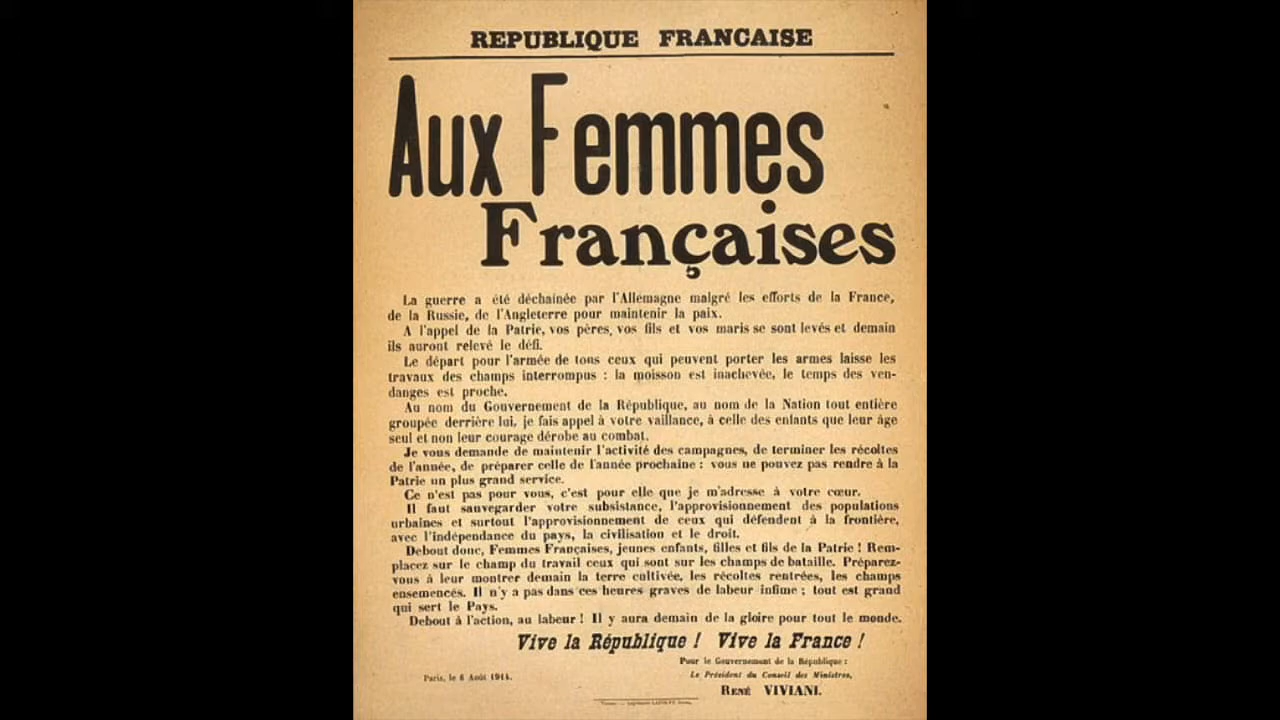 REPUBLIQUE FRANCAISE
Aux Femmes
Françaises
La guerre a été déchainée par l'Allemagne malgré les efforts de la France,
de la Russie, de l'Angleterre pour maintenir la paix.
A l'appel de la Patrie, vos pères, vos fils et vos maris se sont levés et demain
ils auront relevé le défi.
Le départ pour l'armée de tous ceux qui peuvent porter les armes laisse les
travaux des champs interrompus : la moisson est inachevée, le temps des ven-
danges est proche.
Au nom du Gouvernement de la République, au nom de la Nation tout entière
groupée derrière lui, je fais appel à votre vaillance, à celle des enfants que leur âge
seul et non leur courage dérobe au combat.
Je vous demande de maintenir l'activité des campagnes, de terminer les récoltes
de l'année, de préparer celle de l'année prochaine : vous ne pouvez pas rendre à la
Patrie un plus grand service.
Ce n'est pas pour vous, c'est pour elle que je m'adresse à votre cœur.
Il faut sauvegarder votre subsistance, l'approvisionnement des populations
urbaines et surtout l'approvisionnement de ceux qui défendent à la frontière,
avec l'indépendance du pays, la civilisation et le droit.
Debout donc, Femmes Françaises, jeunes enfants, filles et fils de la Patrie ! Rem-
placez sur le champ du travail ceux qui sont sur les champs de bataille. Préparez-
vous à leur montrer demain la terre cultivée, les récoltes rentrées, les champs
ensemencés. Il n'y a pas dans ces heures graves de labeur infime ; tout est grand
qui sert le Pays.
Debout à l'action, au labeur ! Il y aura demain de la gloire pour tout le monde.
Vive la République ! Vive la France !
Pour le Gouvernement de la République :
Paris, le 6 Août 1914.
Le Président du Conseil des Ministres,
RENÉ VIVIANI.